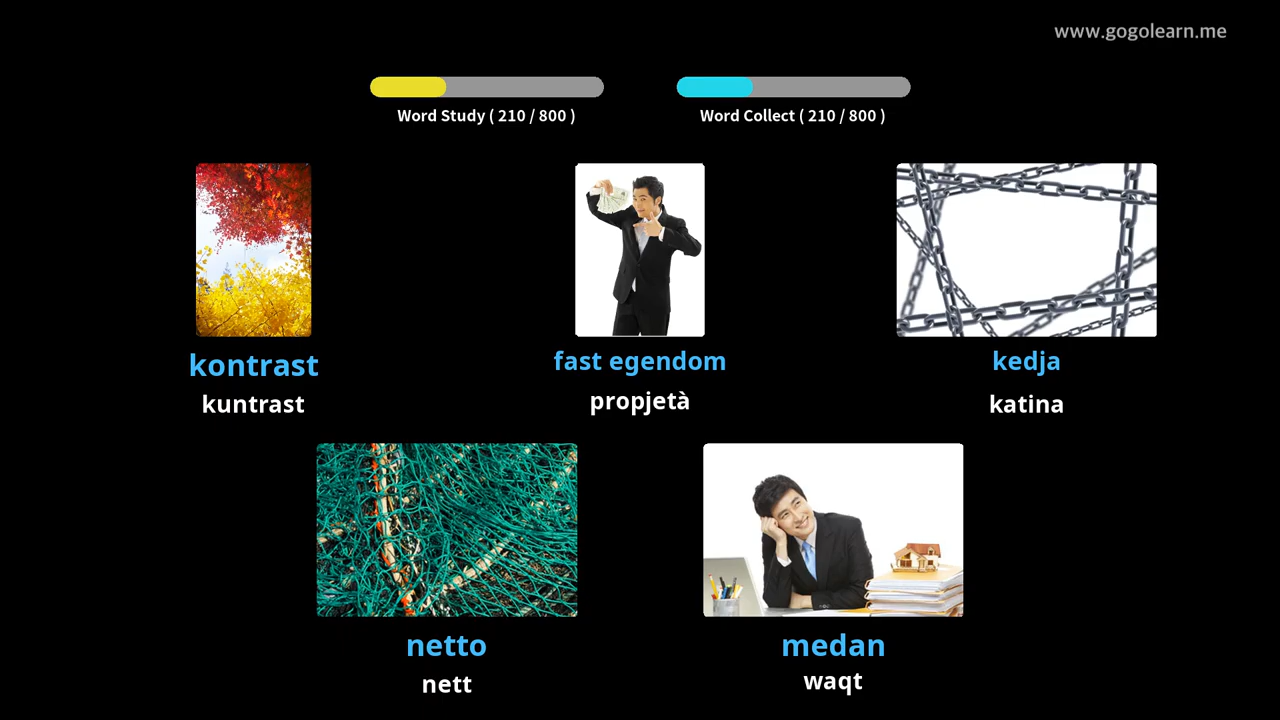 www.gogolearn.me
Word Study ( 210 / 800 )
Word Collect ( 210 / 800 )
kontrast
kuntrast
fast egendom
propjetà
kedja
katina
netto
nett
medan
waqt